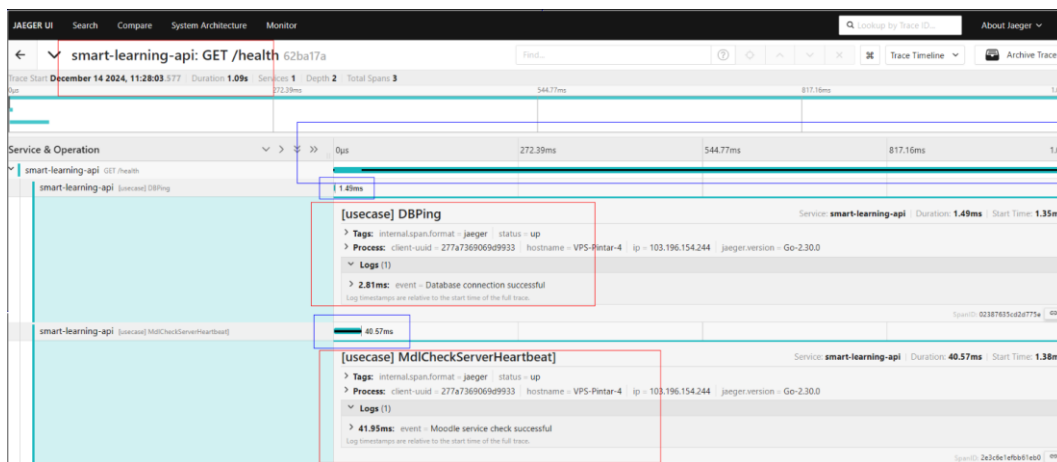 JAEGER UI Search Compare System Architecture Monitor Lookup by Trace ID... About Jaeger
smart-learning-api: GET /health 62ba17a Find... Trace Timeline Archive Trace
Trace Start December 14 2024, 11:28:03.577 Duration 1.09s Services 1 Depth 2 Total Spans 3
0μs 272.39ms 544.77ms 817.16ms
Service & Operation 0μs 272.39ms 544.77ms 817.16ms
smart-learning-api GET /health
smart-learning-api [usecase] DBPing 1.49ms
[usecase] DBPing Service: smart-learning-api Duration: 1.49ms Start Time: 1.35m
Tags: internal.span.format = jaeger status = up
Process: client-uuid = 277a7369069d9933 hostname = VPS-Pintar-4 ip = 103.196.154.244 jaeger.version = Go-2.30.0
Logs (1)
2.81ms: event = Database connection successful
Log timestamps are relative to the start time of the full trace.
SpanID: 02387635cd2d775e
smart-learning-api [usecase] MdlCheckServerHeartbeat] 40.57ms
[usecase] MdlCheckServerHeartbeat] Service: smart-learning-api Duration: 40.57ms Start Time: 1.38m
Tags: internal.span.format = jaeger status = up
Process: client-uuid = 277a7369069d9933 hostname = VPS-Pintar-4 ip = 103.196.154.244 jaeger.version = Go-2.30.0
Logs (1)
41.95ms: event = Moodle service check successful
Log timestamps are relative to the start time of the full trace.
SpanID: 2e3c6e1efbb61eb0